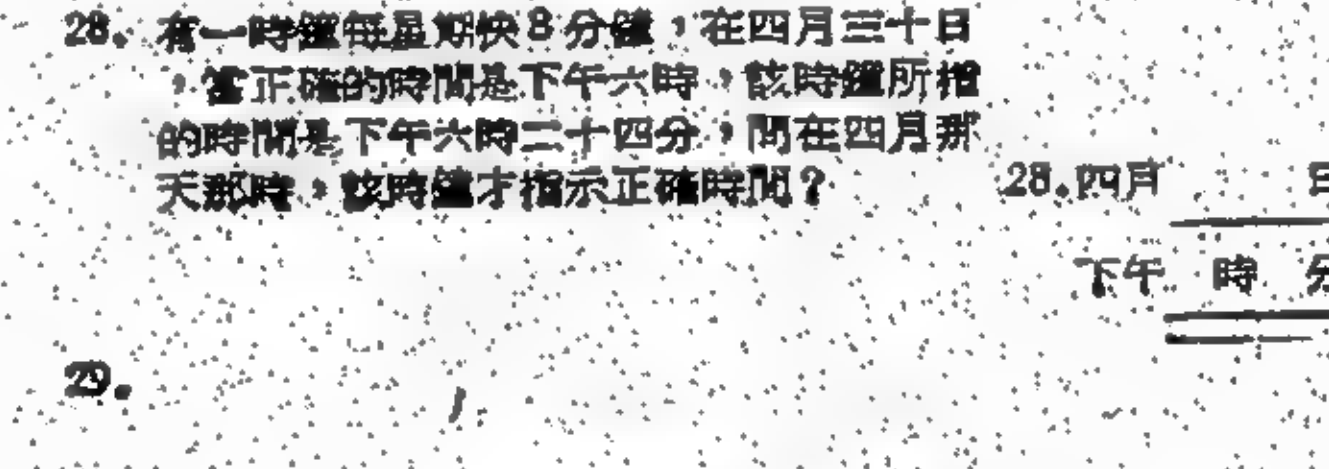 28. 有一時鐘每星期快8分鐘,在四月三十日
,當正確的時間是下午六時,該時鐘所指
的時間是下午六時二十四分,問在四月那
天那時,該時鐘才指示正確時間?
28.四月 日
下午 時 分
29.